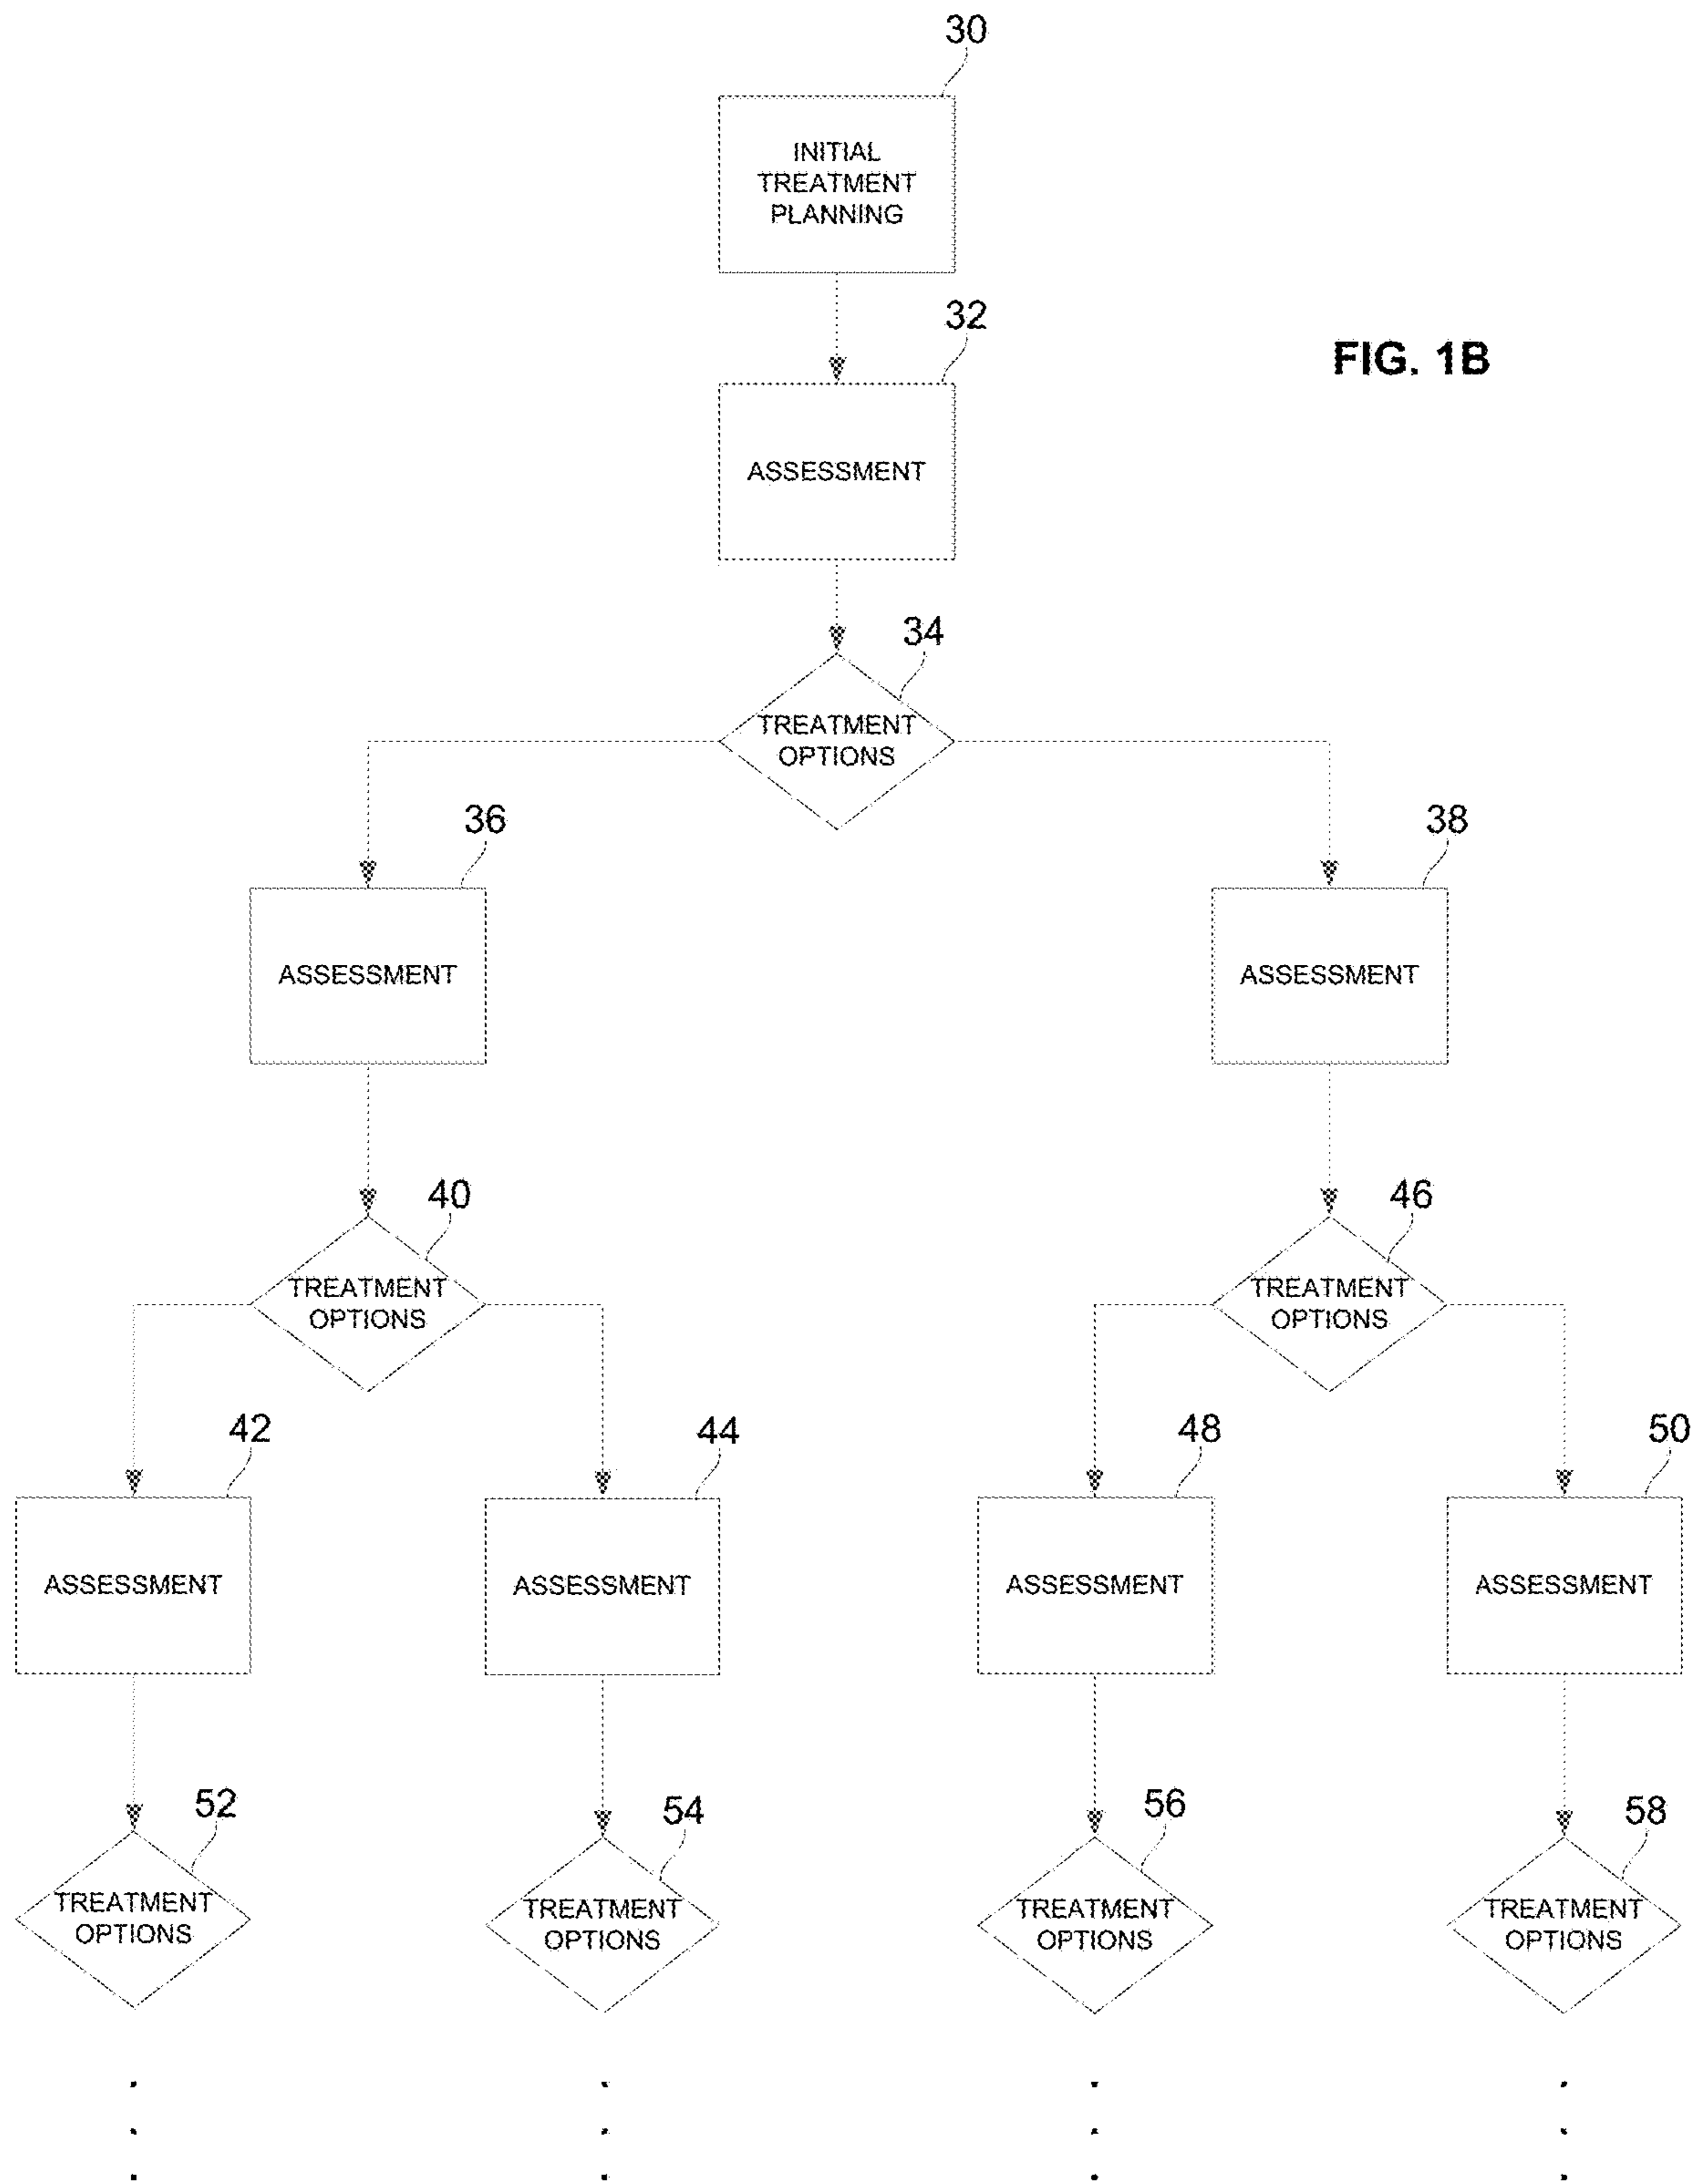 30
INITIAL
TREATMENT
PLANNING
32
FIG. 1B
ASSESSMENT
34
TREATMENT
OPTIONS
36
38
ASSESSMENT
ASSESSMENT
40
46
TREATMENT
OPTIONS
TREATMENT
OPTIONS
42
44
48
50
ASSESSMENT
ASSESSMENT
ASSESSMENT
ASSESSMENT
52
54
56
58
TREATMENT
OPTIONS
TREATMENT
OPTIONS
TREATMENT
OPTIONS
TREATMENT
OPTIONS